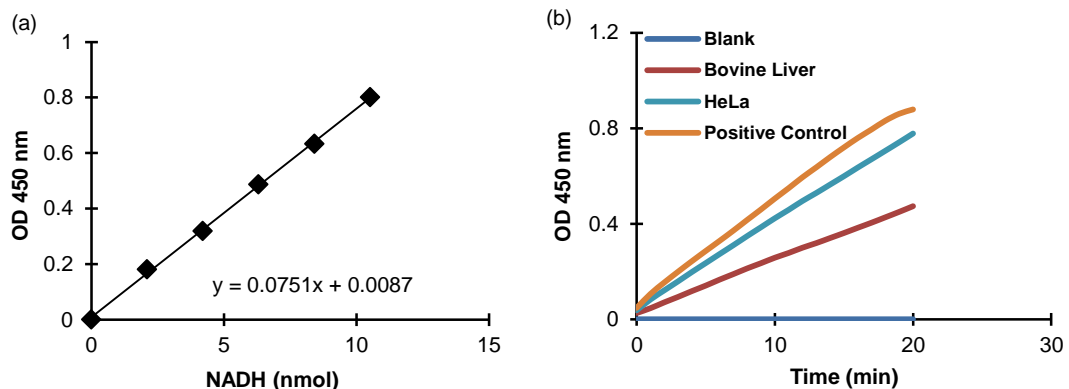 (a)
OD 450 nm
1
0.8
0.6
0.4
0.2
0
y = 0.0751x + 0.0087
0 5 10 15
NADH (nmol)
(b)
OD 450 nm
1.2
0.8
0.4
0
Blank
Bovine Liver
HeLa
Positive Control
0 10 20 30
Time (min)